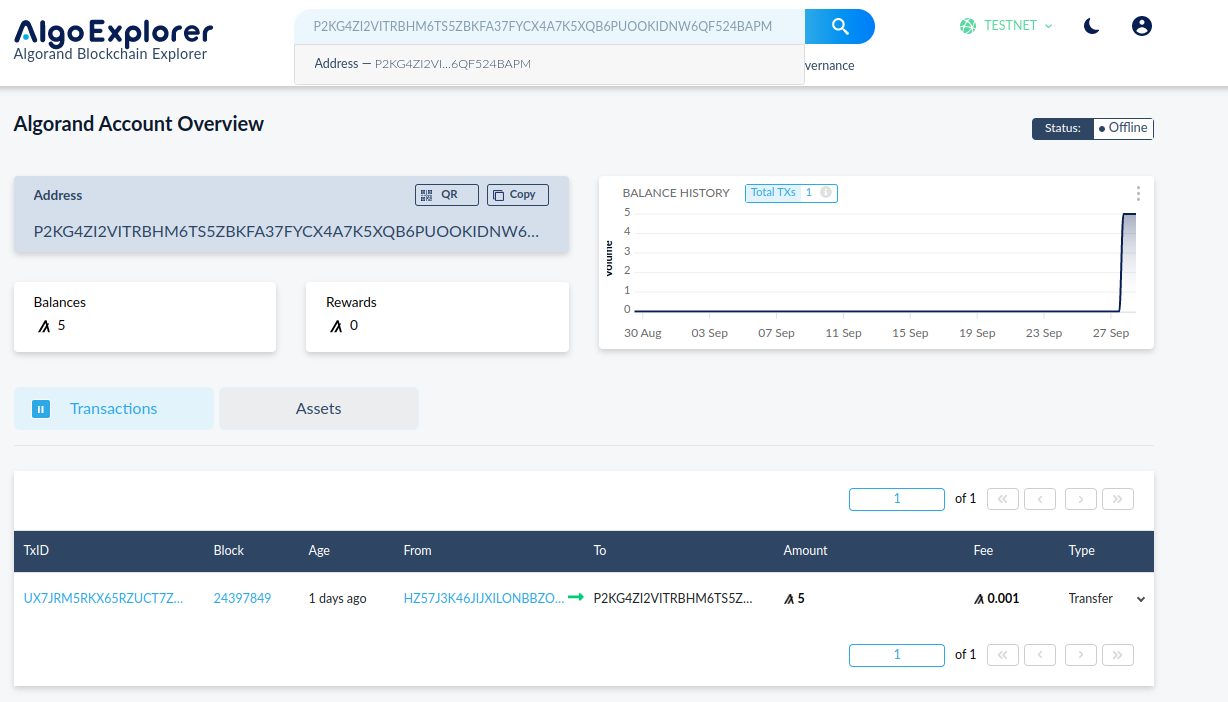 AlgoExplorer
Algorand Blockchain Explorer
P2KG4ZI2VITRBHM6TS5ZBKFA37FYCX4A7K5XQB6PUOOKIDNW6QF524BAPM
Address — P2KG4ZI2VI...6QF524BAPM
vernance
TESTNET
Algorand Account Overview
Status: Offline
Address
QR
Copy
P2KG4ZI2VITRBHM6TS5ZBKFA37FYCX4A7K5XQB6PUOOKIDNW6...
Balances
5
Rewards
0
BALANCE HISTORY
Total TXs 1
Volume
5
4
3
2
1
0
30 Aug 03 Sep 07 Sep 11 Sep 15 Sep 19 Sep 23 Sep 27 Sep
Transactions
Assets
1 of 1
TxID Block Age From To Amount Fee Type
UX7JRM5RKX65RZUCT7Z... 24397849 1 days ago HZ57J3K46JIJXILONBBZO... P2KG4ZI2VITRBHM6TS5Z... 5 0.001 Transfer
1 of 1